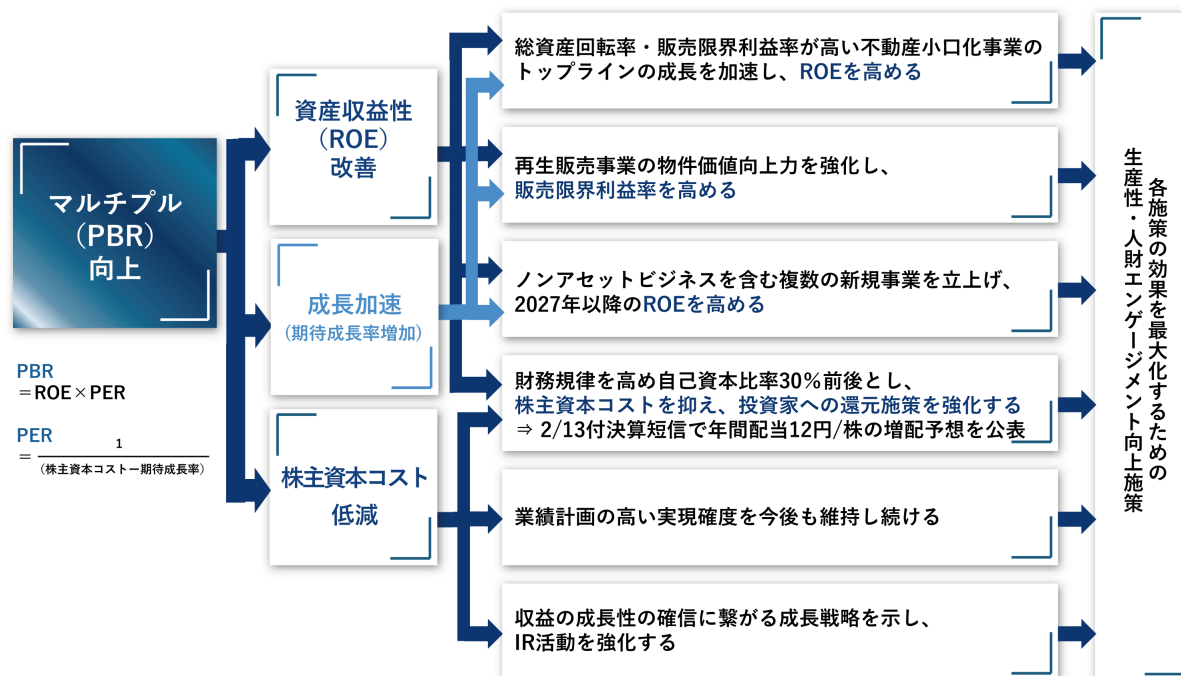 マルチプル
（PBR）
向上
PBR
＝ROE×PER
PER
＝ 1
（株主資本コストー期待成長率）
資産収益性
（ROE）
改善
成長加速
（期待成長率増加）
株主資本コスト
低減
総資産回転率・販売限界利益率が高い不動産小口化事業の
トップラインの成長を加速し、ROEを高める
再生販売事業の物件価値向上力を強化し、
販売限界利益率を高める
ノンアセットビジネスを含む複数の新規事業を立上げ、
2027年以降のROEを高める
財務規律を高め自己資本比率30％前後とし、
株主資本コストを抑え、投資家への還元施策を強化する
⇒ 2/13付決算短信で年間配当12円/株の増配予想を公表
業績計画の高い実現確度を今後も維持し続ける
収益の成長性の確信に繋がる成長戦略を示し、
IR活動を強化する
各施策の効果を最大化するための
生産性・人財エンゲージメント向上施策